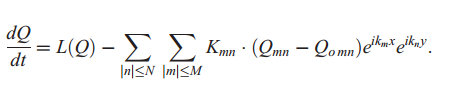 dQ/dt = L(Q) − ∑_{|n|≤N} ∑_{|m|≤M} K_{mn} · (Q_{mn} − Q_{o mn})e^{ik_m x} e^{ik_n y}.